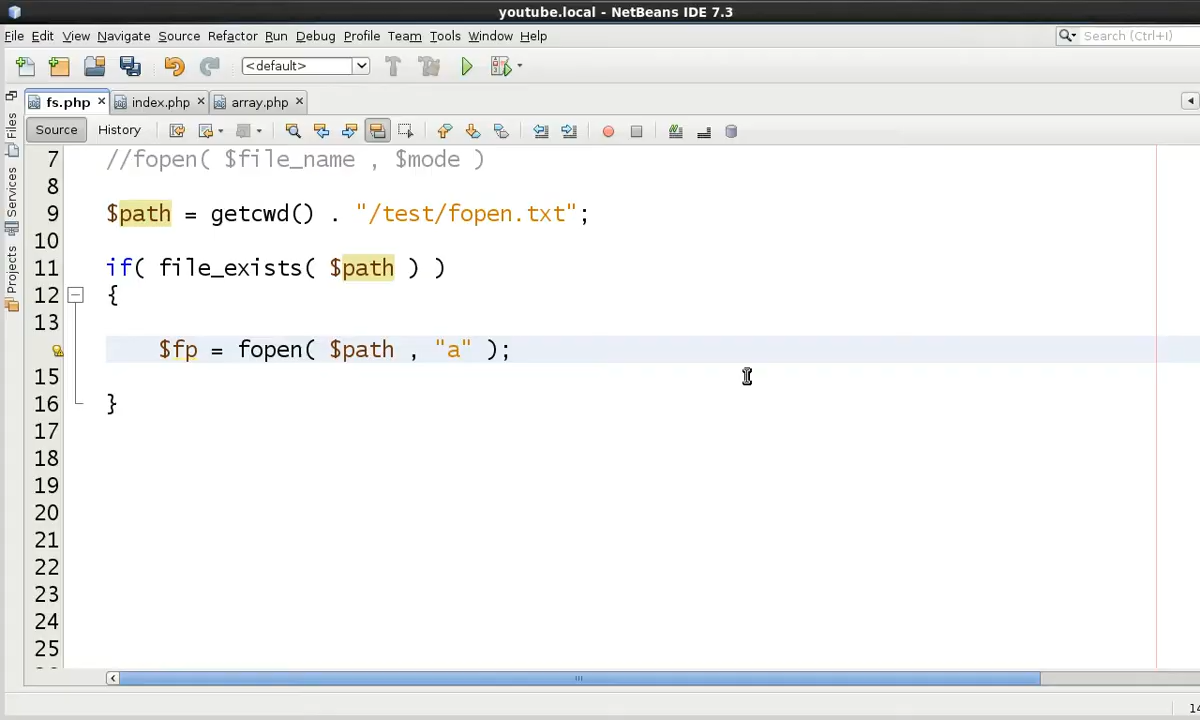 youtube.local - NetBeans IDE 7.3
File Edit View Navigate Source Refactor Run Debug Profile Team Tools Window Help
Search (Ctrl+I)
<default>
fs.php index.php array.php
Files
Services
Projects
Source History
7 //fopen( $file_name , $mode )
8
9 $path = getcwd() . "/test/fopen.txt";
10
11 if( file_exists( $path ) )
12 {
13
$fp = fopen( $path , "a" );
15
16 }
17
18
19
20
21
22
23
24
25